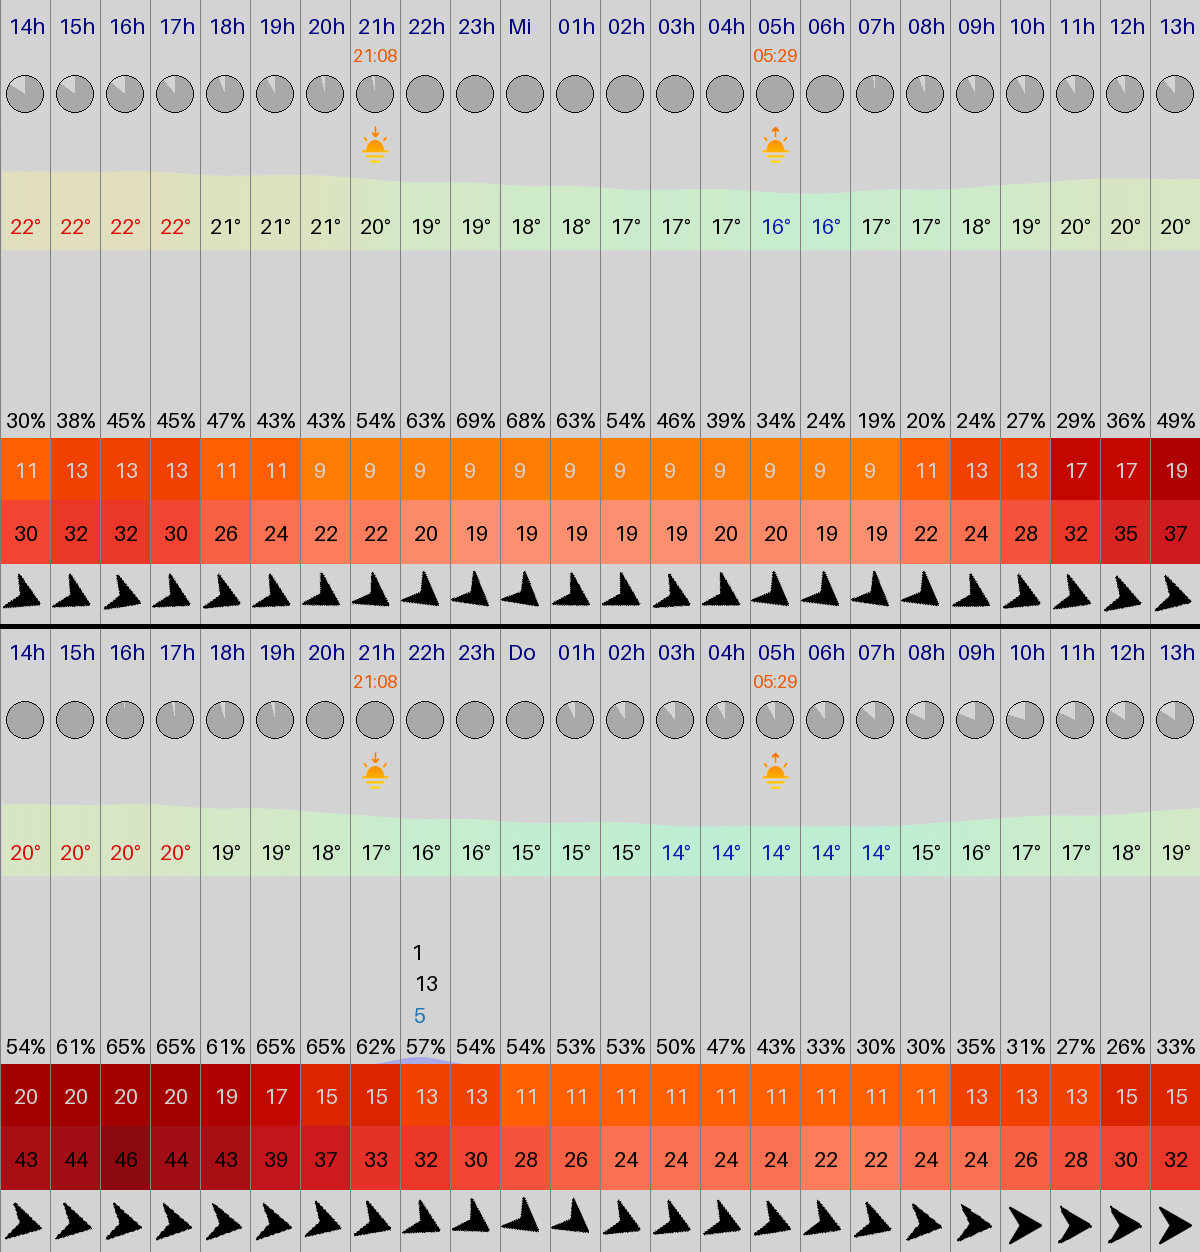 14h 15h 16h 17h 18h 19h 20h 21h 22h 23h Mi 01h 02h 03h 04h 05h 06h 07h 08h 09h 10h 11h 12h 13h
21:08 05:29
22° 22° 22° 22° 21° 21° 21° 20° 19° 19° 18° 18° 17° 17° 17° 16° 16° 17° 17° 18° 19° 20° 20° 20°
30% 38% 45% 45% 47% 43% 43% 54% 63% 69% 68% 63% 54% 46% 39% 34% 24% 19% 20% 24% 27% 29% 36% 49%
11 13 13 13 11 11 9 9 9 9 9 9 9 9 9 9 9 9 11 13 13 17 17 19
30 32 32 30 26 24 22 22 20 19 19 19 19 19 20 20 19 19 22 24 28 32 35 37
14h 15h 16h 17h 18h 19h 20h 21h 22h 23h Do 01h 02h 03h 04h 05h 06h 07h 08h 09h 10h 11h 12h 13h
21:08 05:29
20° 20° 20° 20° 19° 19° 18° 17° 16° 16° 15° 15° 15° 14° 14° 14° 14° 14° 15° 16° 17° 17° 18° 19°
1
13
5
54% 61% 65% 65% 61% 65% 65% 62% 57% 54% 54% 53% 53% 50% 47% 43% 33% 30% 30% 35% 31% 27% 26% 33%
20 20 20 20 19 17 15 15 13 13 11 11 11 11 11 11 11 11 11 13 13 13 15 15
43 44 46 44 43 39 37 33 32 30 28 26 24 24 24 24 22 22 24 24 26 28 30 32